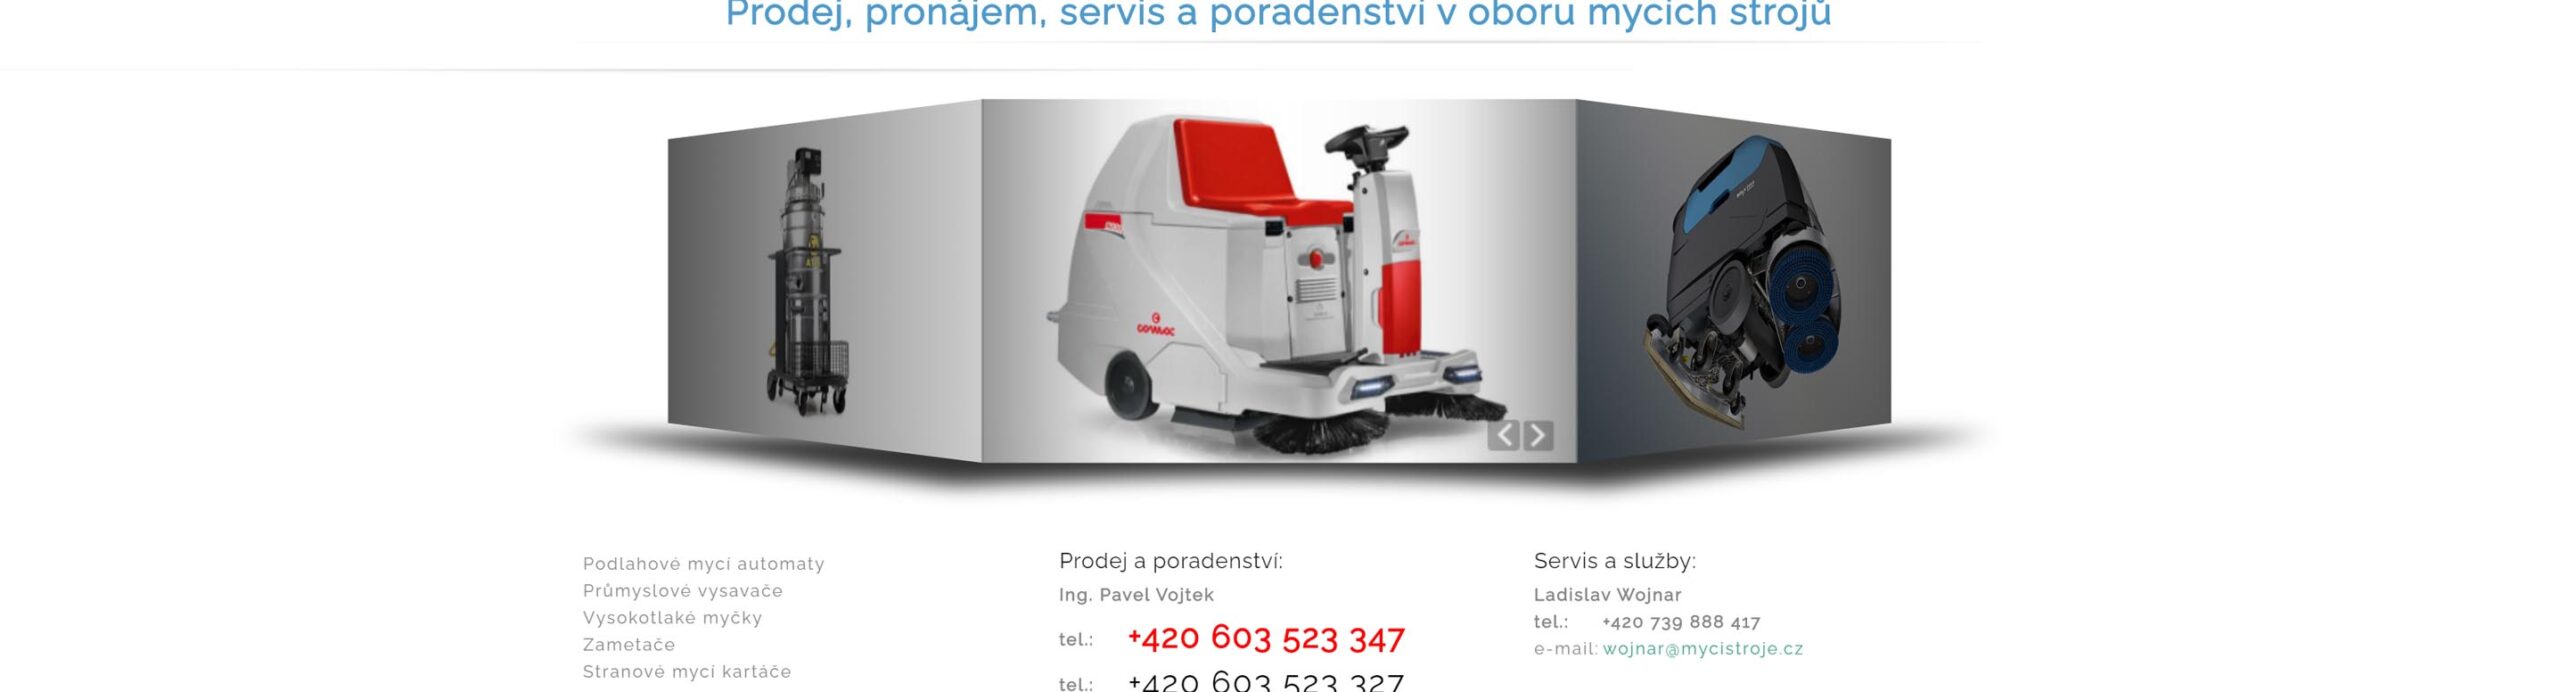 Prodej, pronájem, servis a poradenství v oboru mycích strojů
comac
Podlahové mycí automaty
Průmyslové vysavače
Vysokotlaké myčky
Zametače
Stranové mycí kartáče
Prodej a poradenství:
Ing. Pavel Vojtek
tel.: +420 603 523 347
tel.: +420 603 523 327
Servis a služby:
Ladislav Wojnar
tel.: +420 739 888 417
e-mail: wojnar@mycistroje.cz